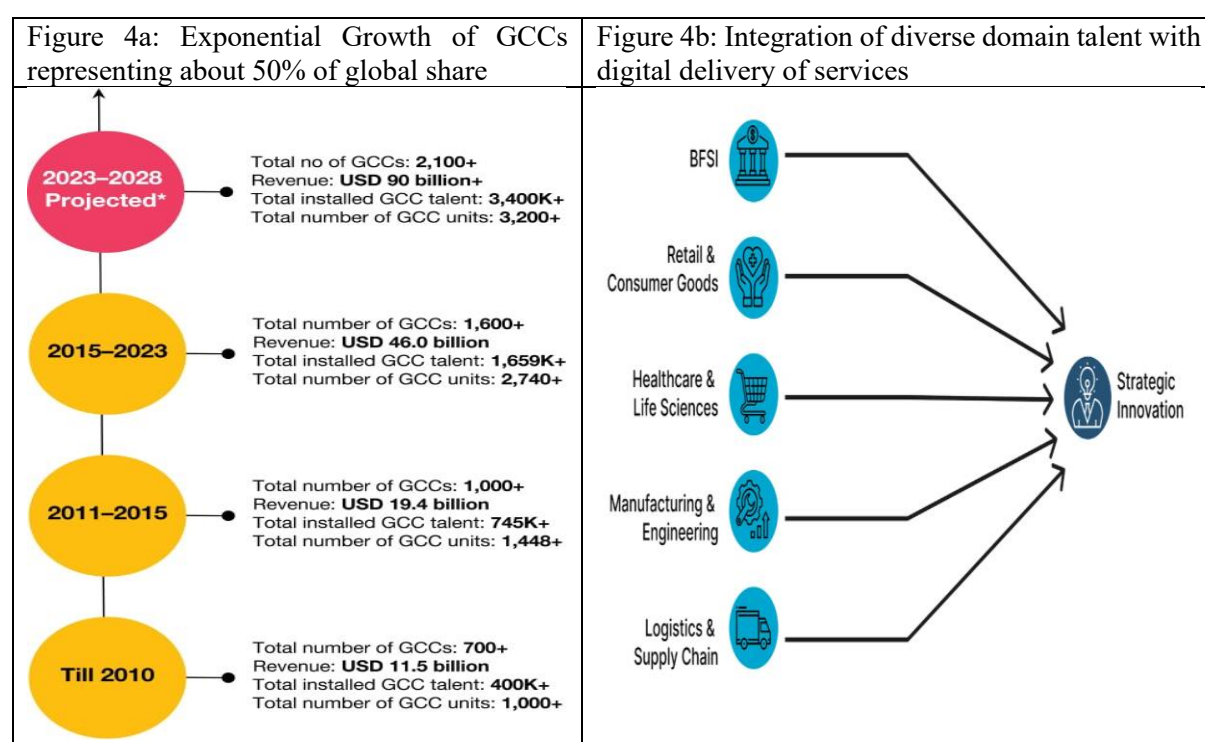 Figure 4a: Exponential Growth of GCCs
representing about 50% of global share
2023–2028
Projected*
Total no of GCCs: 2,100+
Revenue: USD 90 billion+
Total installed GCC talent: 3,400K+
Total number of GCC units: 3,200+
2015–2023
Total number of GCCs: 1,600+
Revenue: USD 46.0 billion
Total installed GCC talent: 1,659K+
Total number of GCC units: 2,740+
2011–2015
Total number of GCCs: 1,000+
Revenue: USD 19.4 billion
Total installed GCC talent: 745K+
Total number of GCC units: 1,448+
Till 2010
Total number of GCCs: 700+
Revenue: USD 11.5 billion
Total installed GCC talent: 400K+
Total number of GCC units: 1,000+
Figure 4b: Integration of diverse domain talent with
digital delivery of services
BFSI
Retail &
Consumer Goods
Healthcare &
Life Sciences
Manufacturing &
Engineering
Logistics &
Supply Chain
Strategic
Innovation